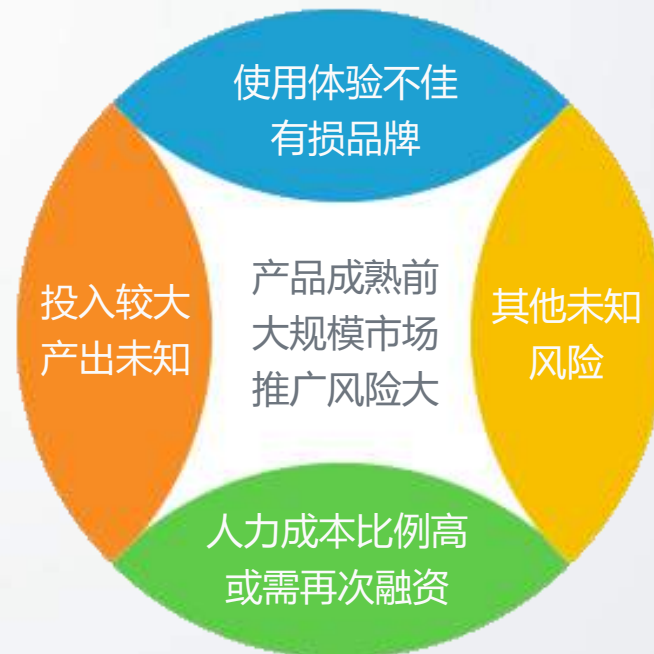 使用体验不佳
有损品牌
投入较大
产出未知
产品成熟前
大规模市场
推广风险大
其他未知
风险
人力成本比例高
或需再次融资